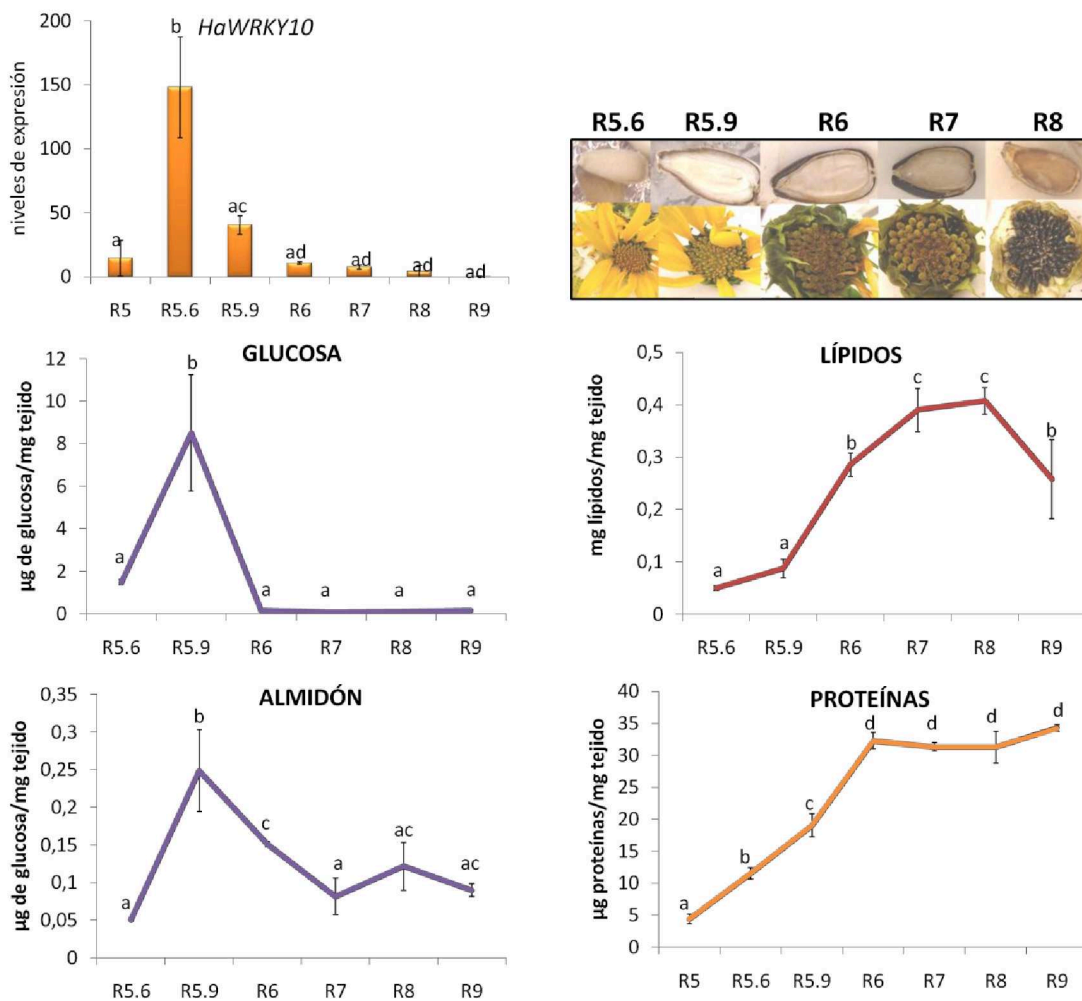 HaWRKY10
niveles de expresión
200
150
100
50
0
a
b
ac
ad
ad
ad
ad
R5 R5.6 R5.9 R6 R7 R8 R9
R5.6 R5.9 R6 R7 R8
GLUCOSA
µg de glucosa/mg tejido
12
10
8
6
4
2
0
a
b
a
a
a
a
R5.6 R5.9 R6 R7 R8 R9
LÍPIDOS
mg lípidos/mg tejido
0,5
0,4
0,3
0,2
0,1
0
a
a
b
c
c
b
R5.6 R5.9 R6 R7 R8 R9
ALMIDÓN
µg de glucosa/mg tejido
0,35
0,3
0,25
0,2
0,15
0,1
0,05
0
a
b
c
a
ac
ac
R5.6 R5.9 R6 R7 R8 R9
PROTEÍNAS
µg proteínas/mg tejido
40
35
30
25
20
15
10
5
0
a
b
c
d
d
d
d
R5 R5.6 R5.9 R6 R7 R8 R9